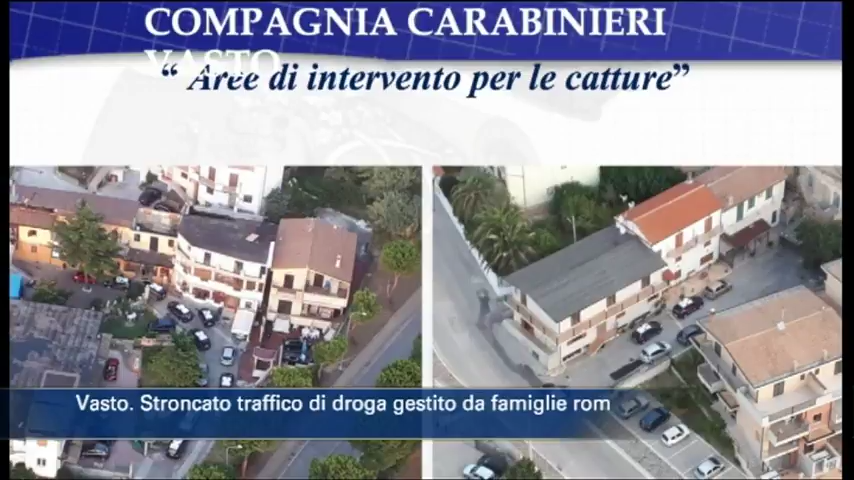 COMPAGNIA CARABINIERI
VASTO
“ Aree di intervento per le catture”
Vasto. Stroncato traffico di droga gestito da famiglie rom